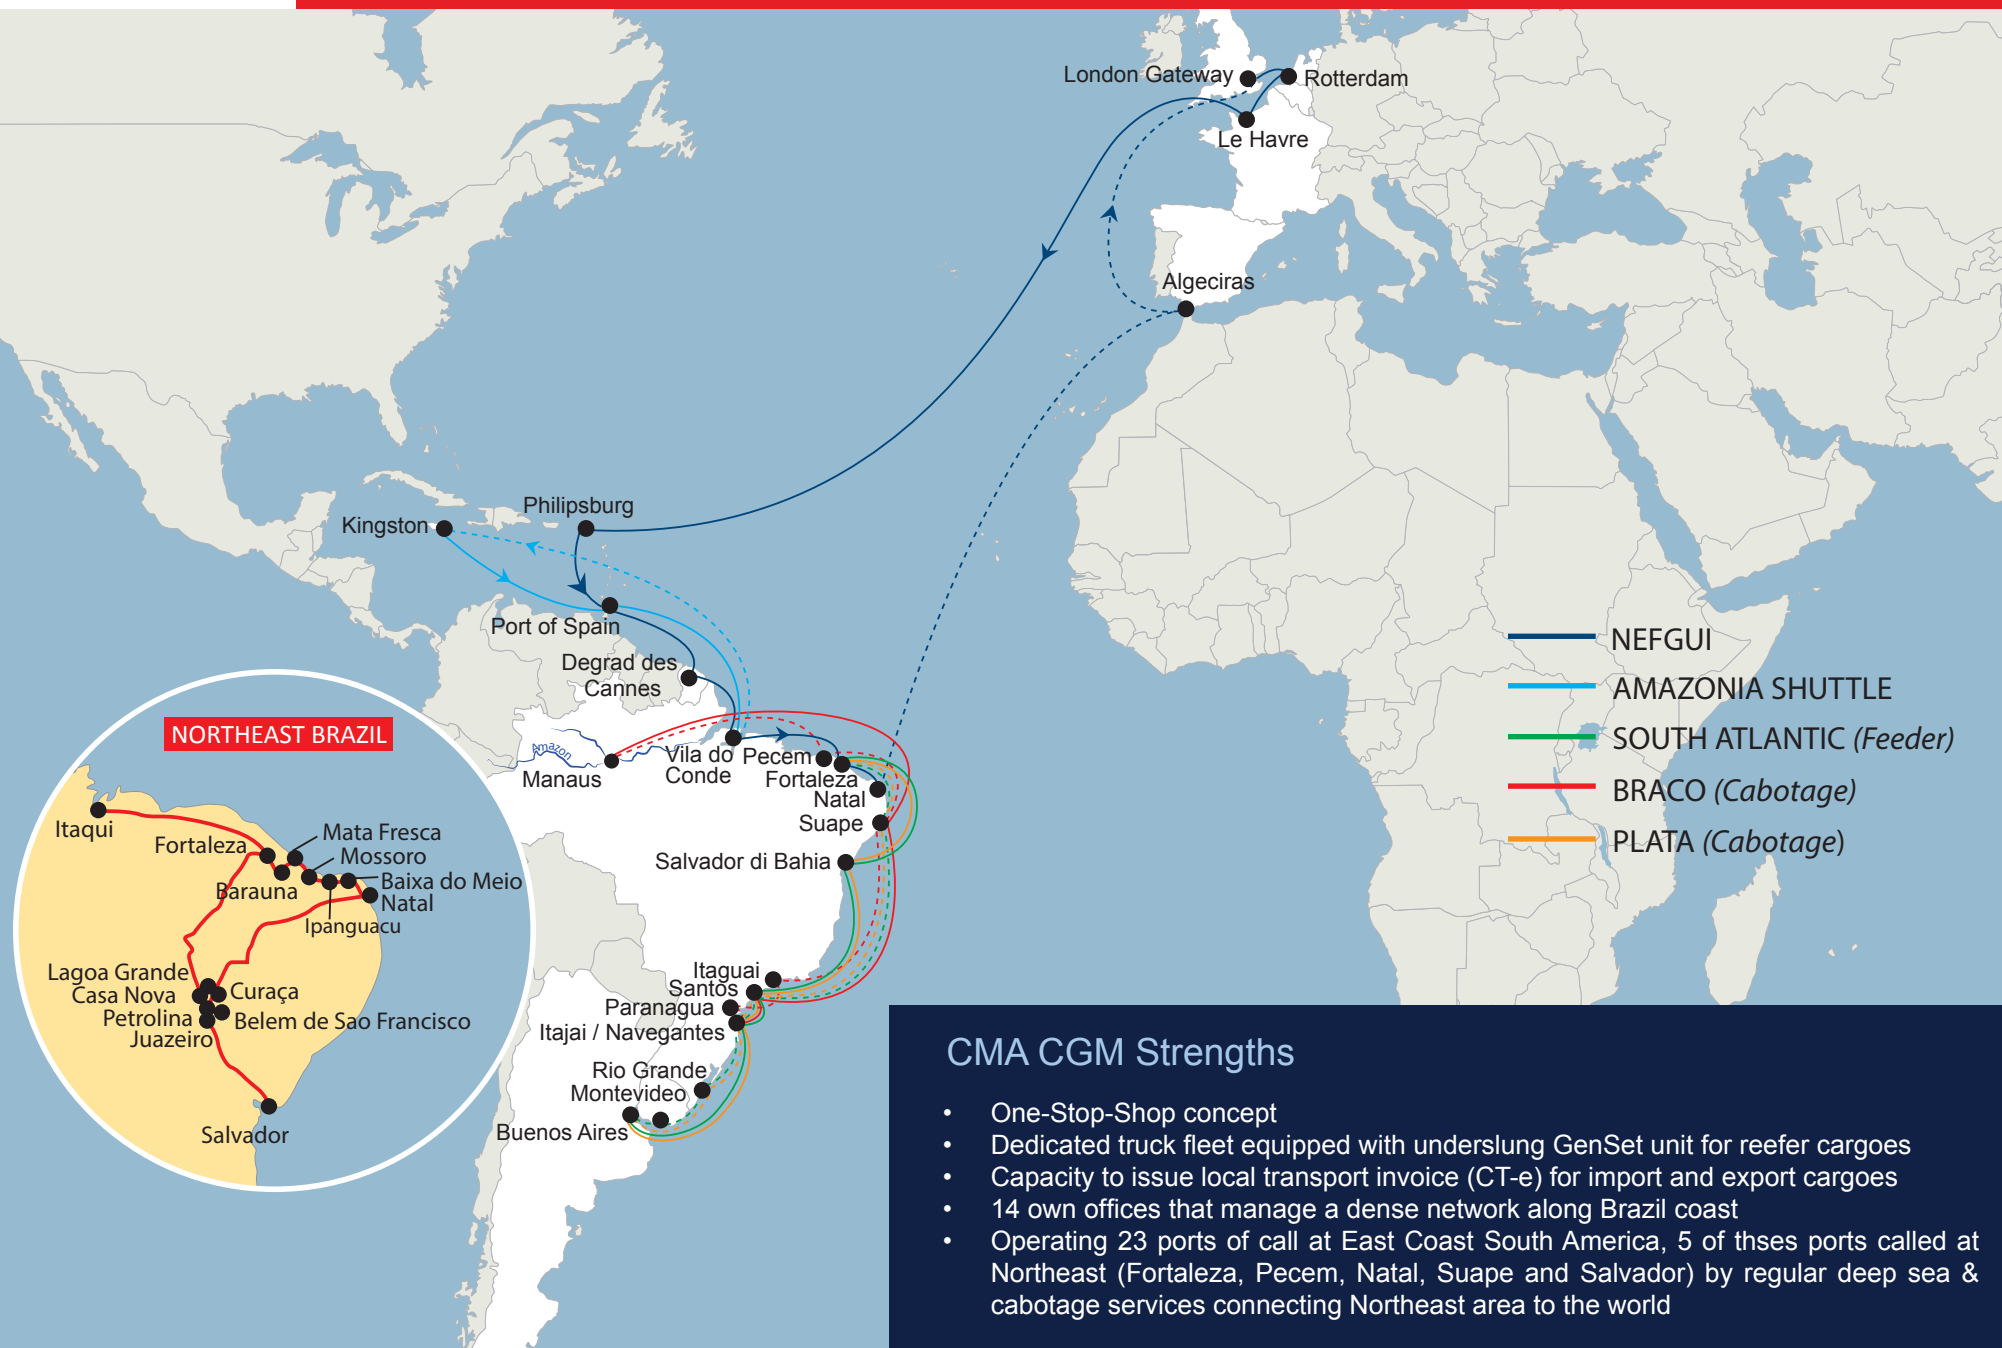 London Gateway
Rotterdam
Le Havre
Algeciras
Philipsburg
Kingston
Port of Spain
Degrad des
Cannes
Amazon
Manaus
Vila do
Conde
Pecem
Fortaleza
Natal
Suape
Salvador di Bahia
Itaguai
Santos
Paranagua
Itajai / Navegantes
Rio Grande
Montevideo
Buenos Aires
NEFGUI
AMAZONIA SHUTTLE
SOUTH ATLANTIC (Feeder)
BRACO (Cabotage)
PLATA (Cabotage)
NORTHEAST BRAZIL
Itaqui
Fortaleza
Mata Fresca
Mossoro
Barauna
Baixa do Meio
Natal
Ipanguacu
Lagoa Grande
Casa Nova
Curaça
Petrolina
Belem de Sao Francisco
Juazeiro
Salvador
CMA CGM Strengths
• One-Stop-Shop concept
• Dedicated truck fleet equipped with underslung GenSet unit for reefer cargoes
• Capacity to issue local transport invoice (CT-e) for import and export cargoes
• 14 own offices that manage a dense network along Brazil coast
• Operating 23 ports of call at East Coast South America, 5 of thses ports called at
Northeast (Fortaleza, Pecem, Natal, Suape and Salvador) by regular deep sea &
cabotage services connecting Northeast area to the world